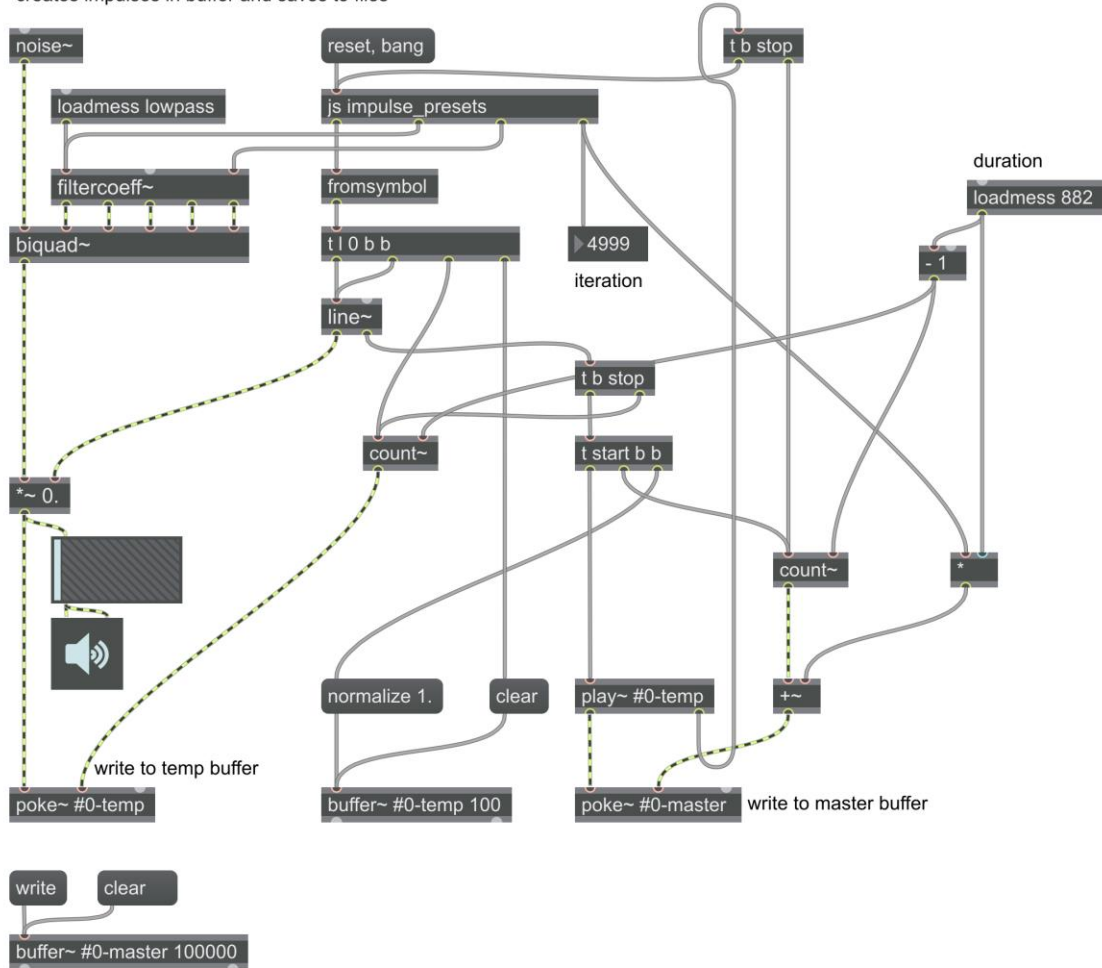 creates impulses in buffer and saves to files
noise~
reset, bang
t b stop
loadmess lowpass
js impulse_presets
duration
filtercoeff~
fromsymbol
loadmess 882
biquad~
t l 0 b b
4999
- 1
iteration
line~
t b stop
count~
t start b b
*~ 0.
count~
*
normalize 1.
clear
play~ #0-temp
+~
write to temp buffer
poke~ #0-temp
buffer~ #0-temp 100
poke~ #0-master
write to master buffer
write
clear
buffer~ #0-master 100000